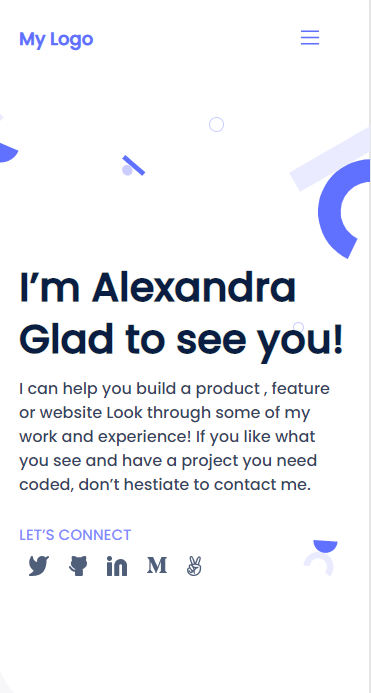 My Logo
I’m Alexandra
Glad to see you!
I can help you build a product , feature
or website Look through some of my
work and experience! If you like what
you see and have a project you need
coded, don’t hestiate to contact me.
LET’S CONNECT